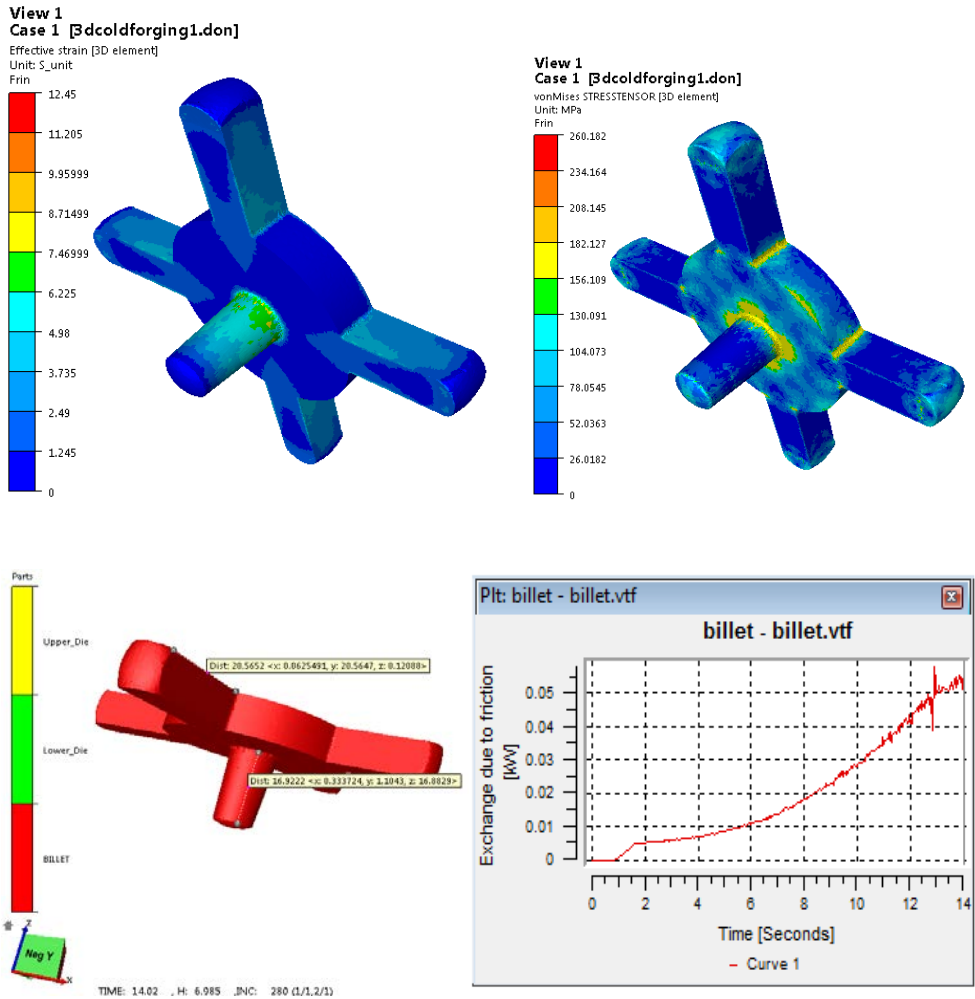 View 1
Case 1 [3dcoldforging1.don]
Effective strain [3D element]
Unit: S_unit
Frin
12.45
11.205
9.95999
8.71499
7.46999
6.225
4.98
3.735
2.49
1.245
0
View 1
Case 1 [3dcoldforging1.don]
vonMises STRESSTENSOR [3D element]
Unit: MPa
Frin
260.182
234.164
208.145
182.127
156.109
130.091
104.073
78.0545
52.0363
26.0182
0
Parts
Upper_Die
Lower_Die
BILLET
Dist: 20.5652 <x: 0.0625491, y: 20.5647, z: 0.12088>
Dist: 16.9222 <x: 0.333724, y: 1.1043, z: 16.8829>
Z
Neg Y
X
TIME: 14.02 , H: 6.985 ,INC: 280 (1/1,2/1)
Plt: billet - billet.vtf
billet - billet.vtf
Exchange due to friction
[kW]
0.05
0.04
0.03
0.02
0.01
0
0 2 4 6 8 10 12 14
Time [Seconds]
Curve 1